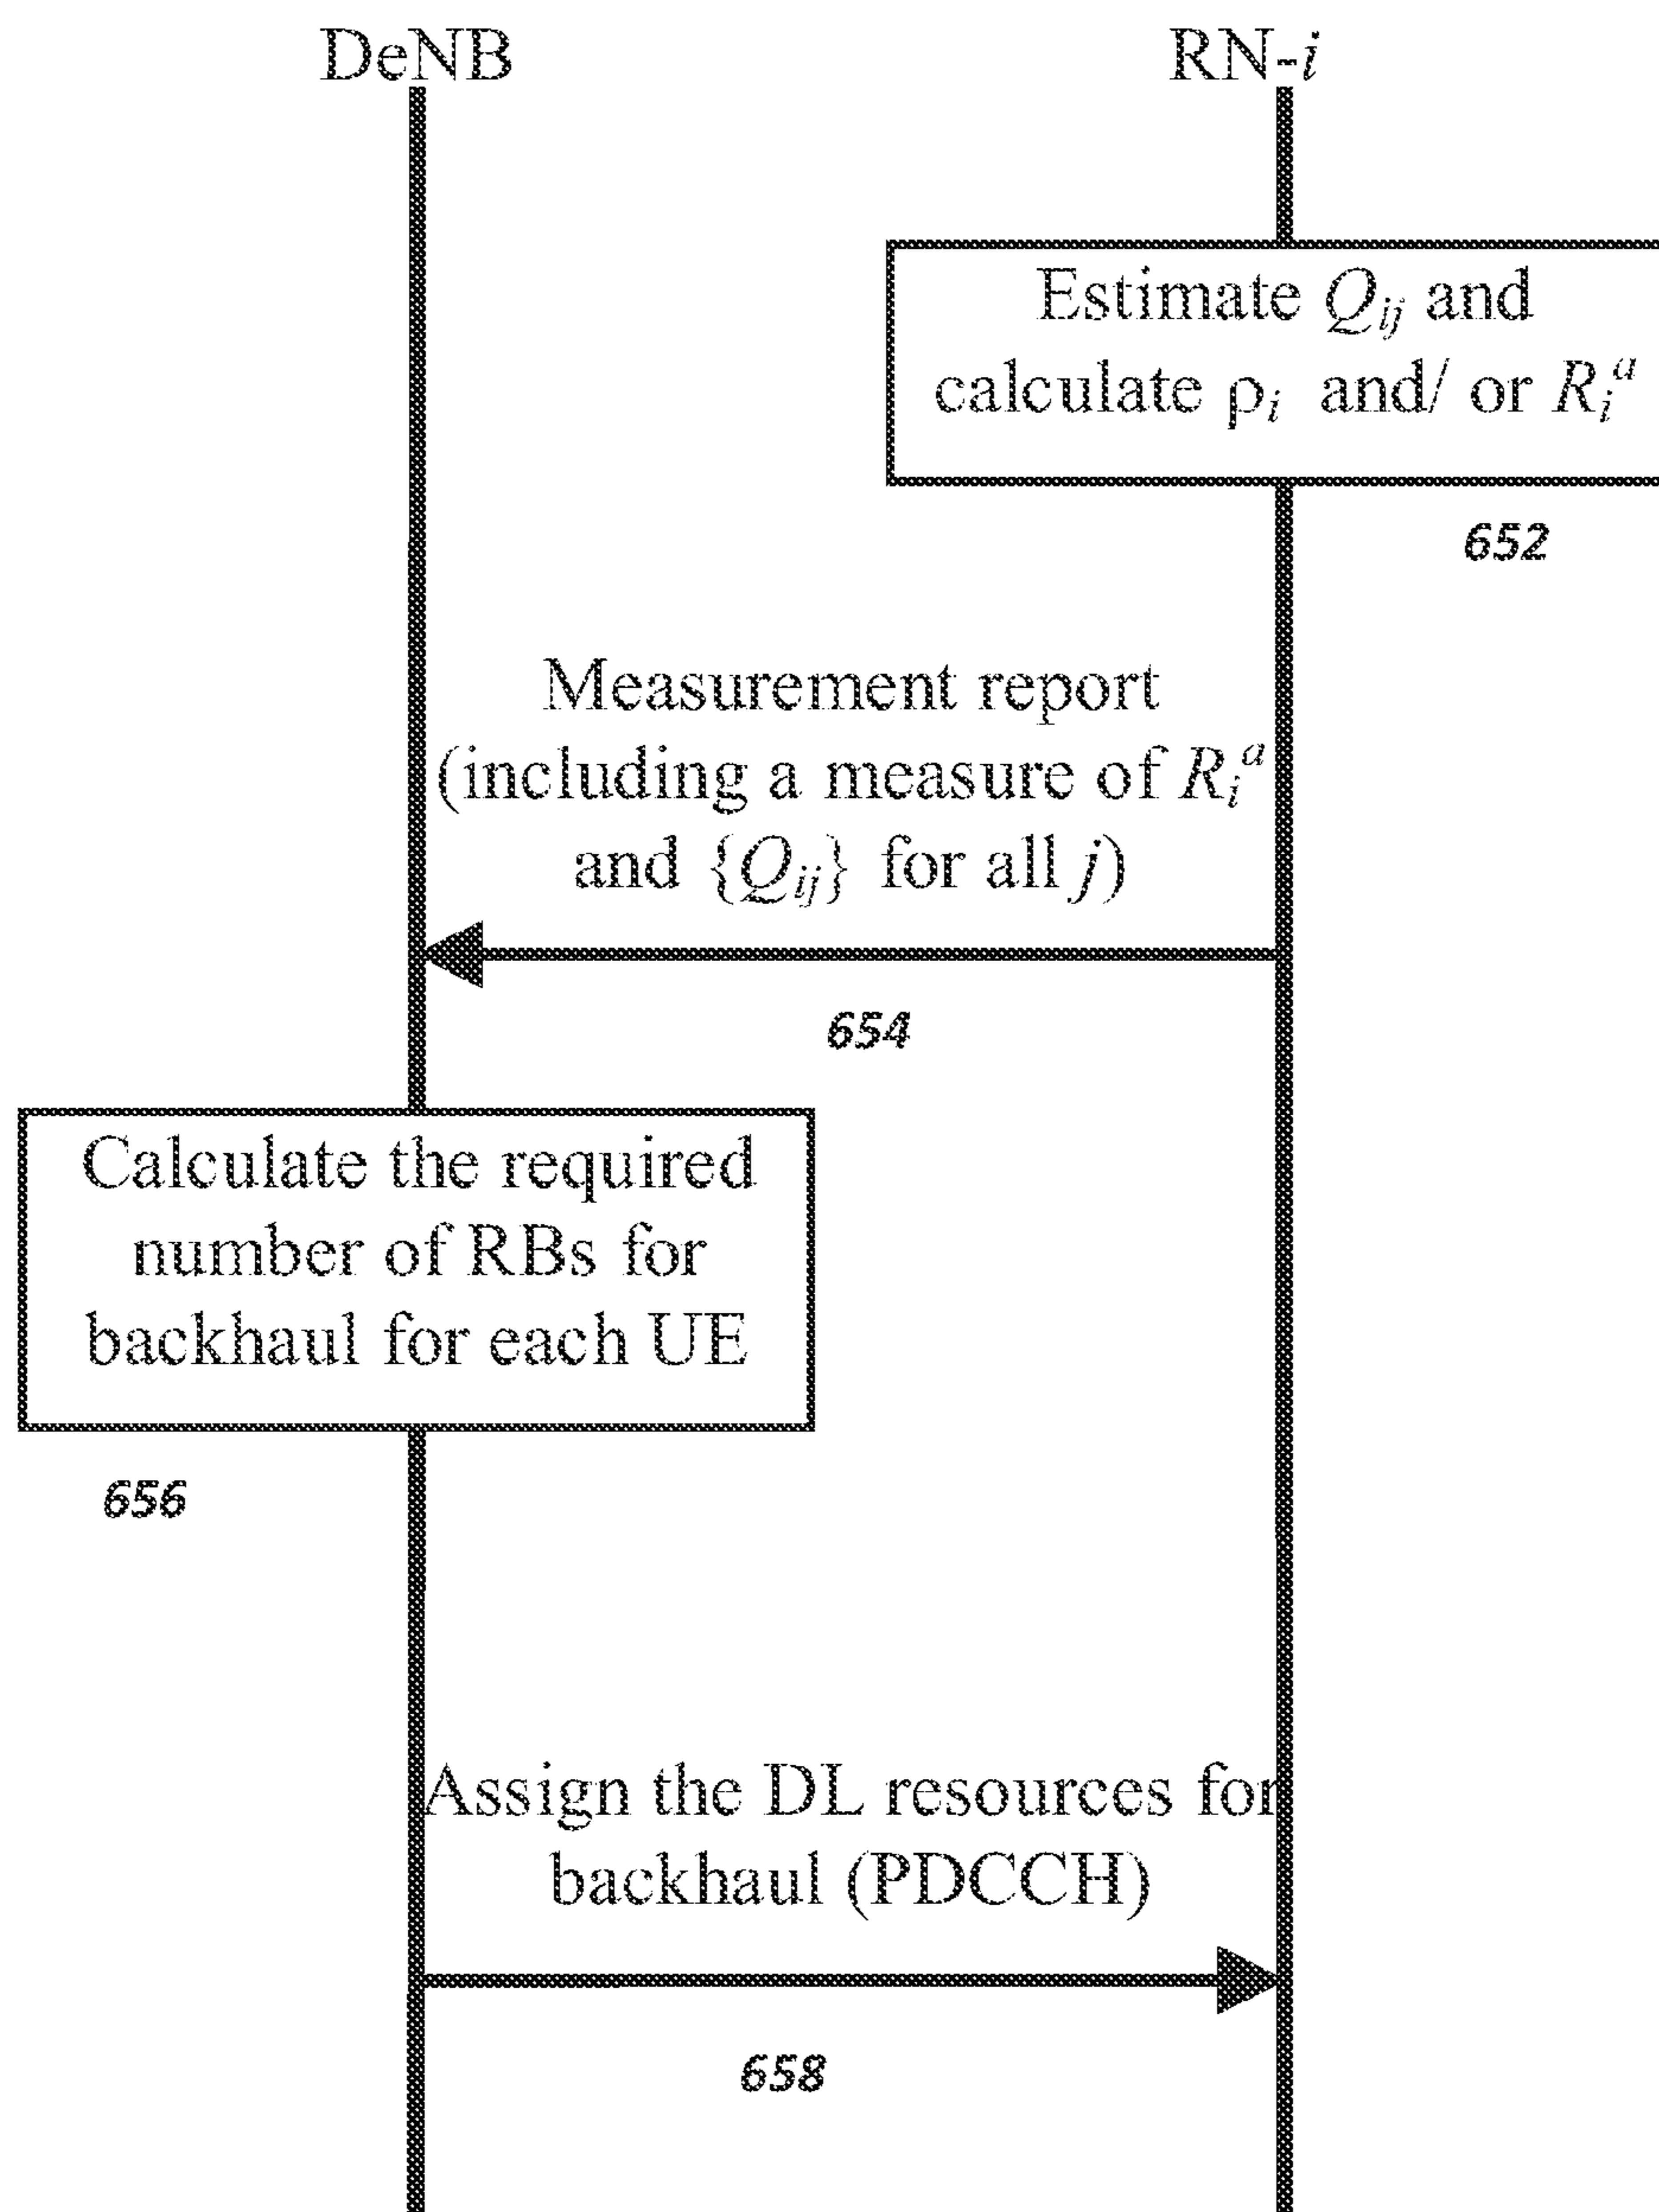 DeNB
RN-i
Estimate Qij and
calculate ρi and/ or Ri^a
652
Measurement report
(including a measure of Ri^a
and {Qij} for all j)
654
Calculate the required
number of RBs for
backhaul for each UE
656
Assign the DL resources for
backhaul (PDCCH)
658